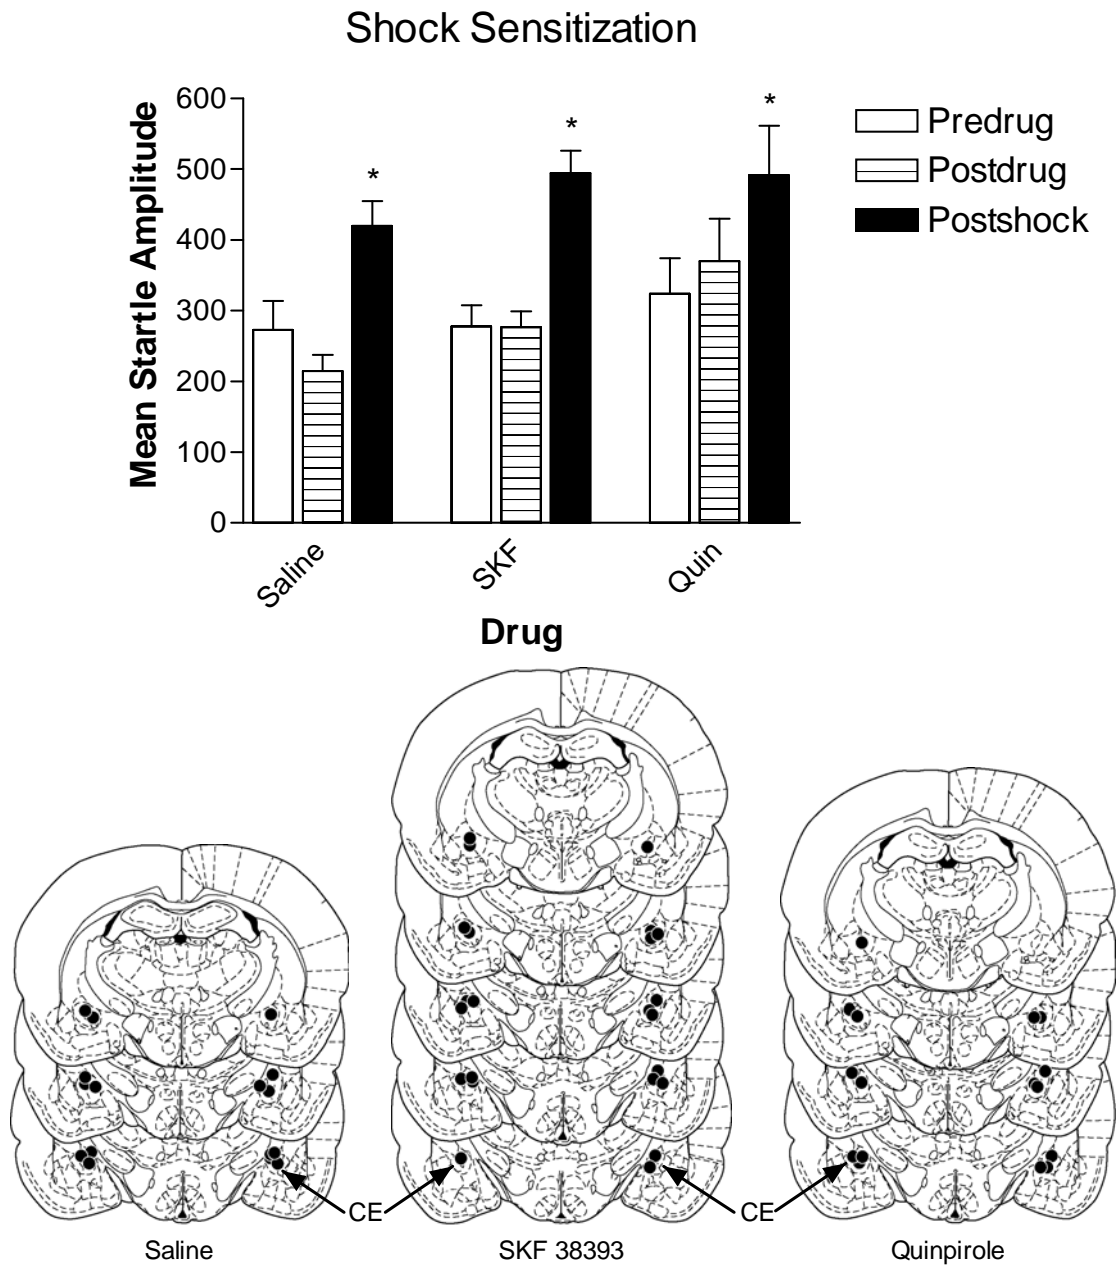 Shock Sensitization
Mean Startle Amplitude
600
500
400
300
200
100
0
*
*
*
Predrug
Postdrug
Postshock
Saline
SKF
Quin
Drug
CE
CE
Saline
SKF 38393
Quinpirole